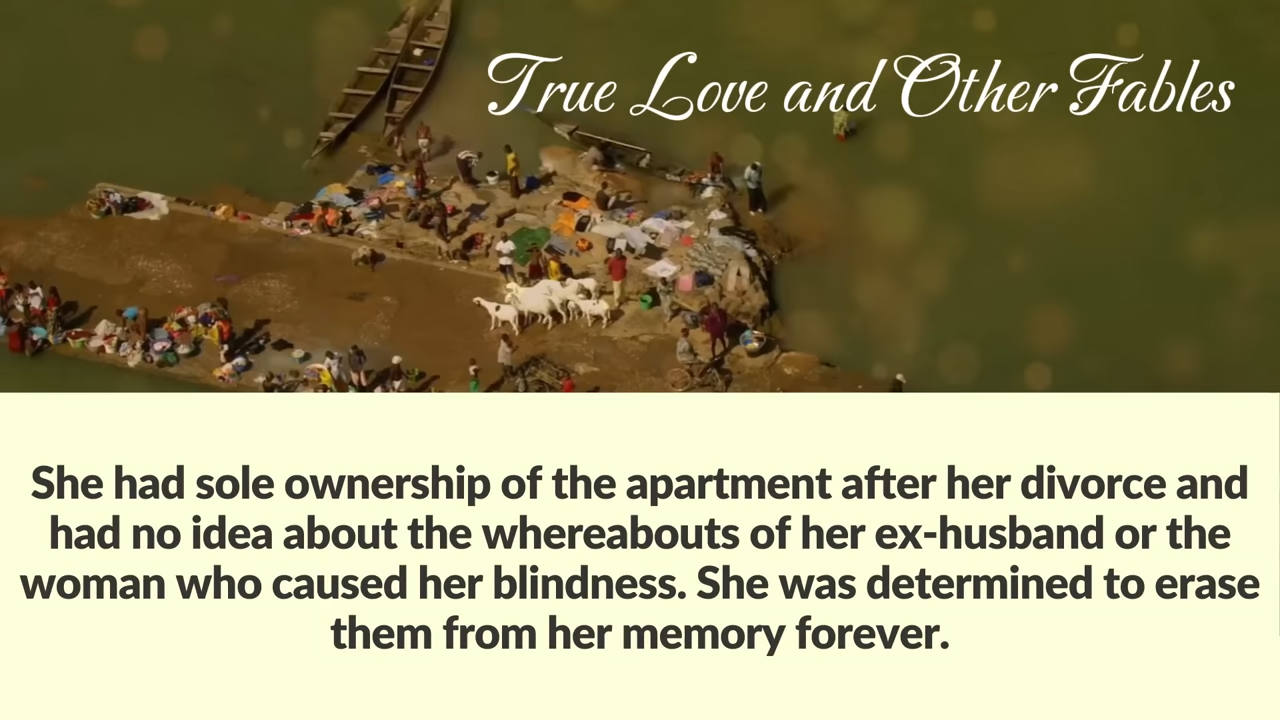 True Love and Other Fables
She had sole ownership of the apartment after her divorce and
had no idea about the whereabouts of her ex-husband or the
woman who caused her blindness. She was determined to erase
them from her memory forever.